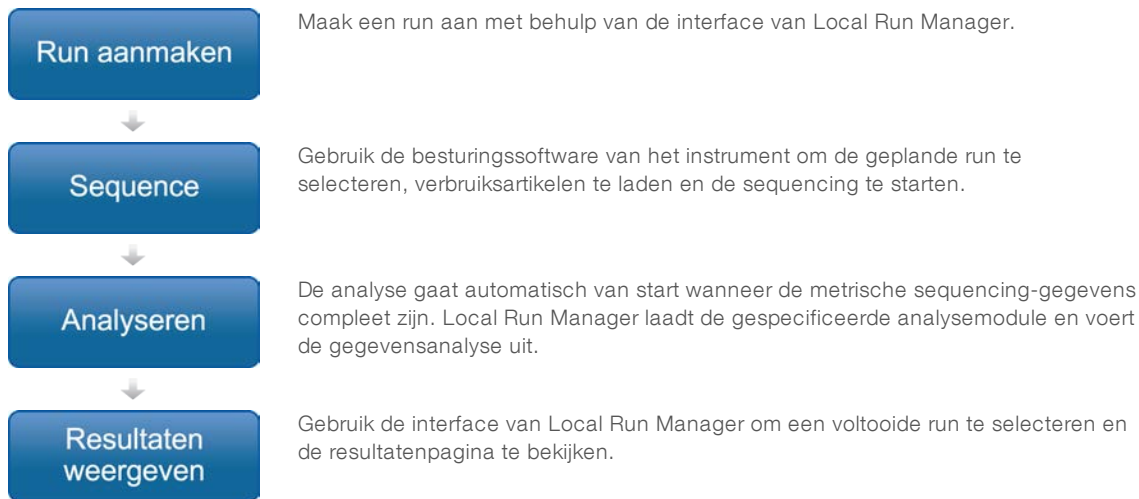 Run aanmaken
Maak een run aan met behulp van de interface van Local Run Manager.
Sequence
Gebruik de besturingssoftware van het instrument om de geplande run te
selecteren, verbruiksartikelen te laden en de sequencing te starten.
Analyseren
De analyse gaat automatisch van start wanneer de metrische sequencing-gegevens
compleet zijn. Local Run Manager laadt de gespecificeerde analysemodule en voert
de gegevensanalyse uit.
Resultaten
weergeven
Gebruik de interface van Local Run Manager om een voltooide run te selecteren en
de resultatenpagina te bekijken.